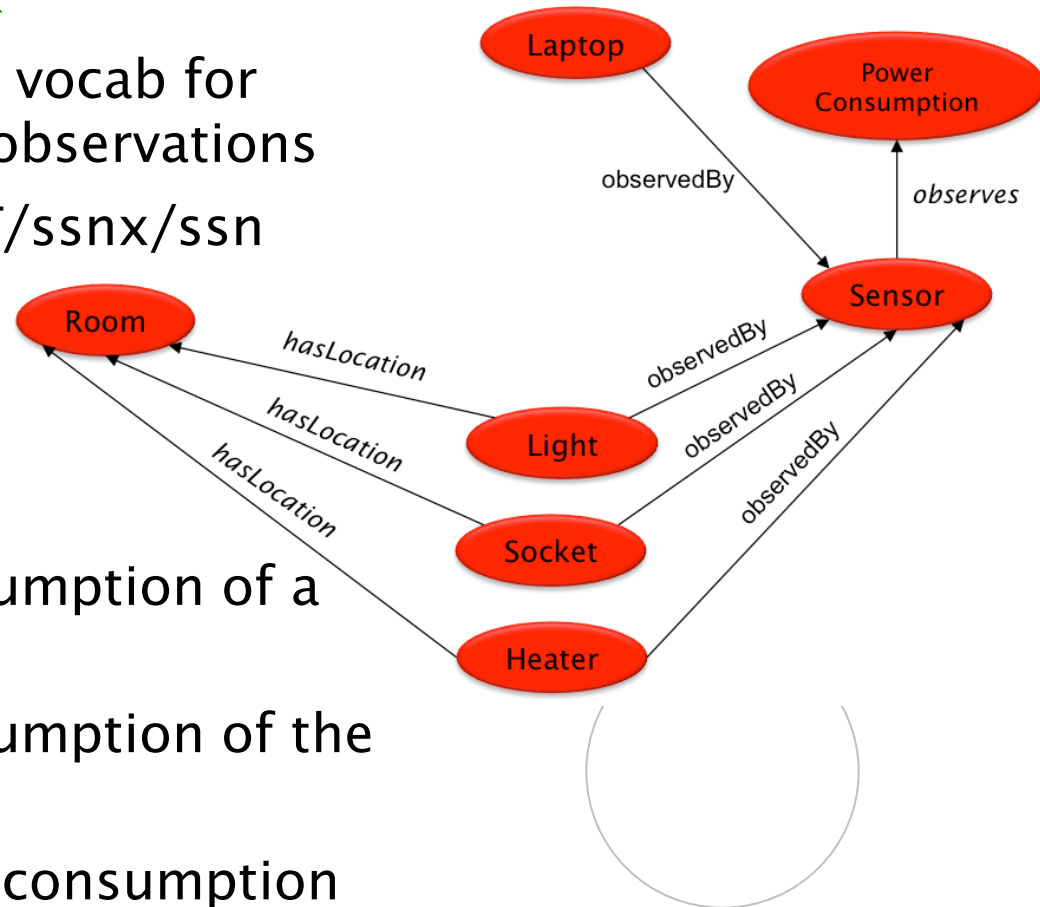 vocab for
observations
/ssnx/ssn
Laptop
Power
Consumption
observedBy
observes
Sensor
Room
hasLocation
observedBy
hasLocation
observedBy
hasLocation
observedBy
Light
Socket
Heater
umption of a
umption of the
consumption